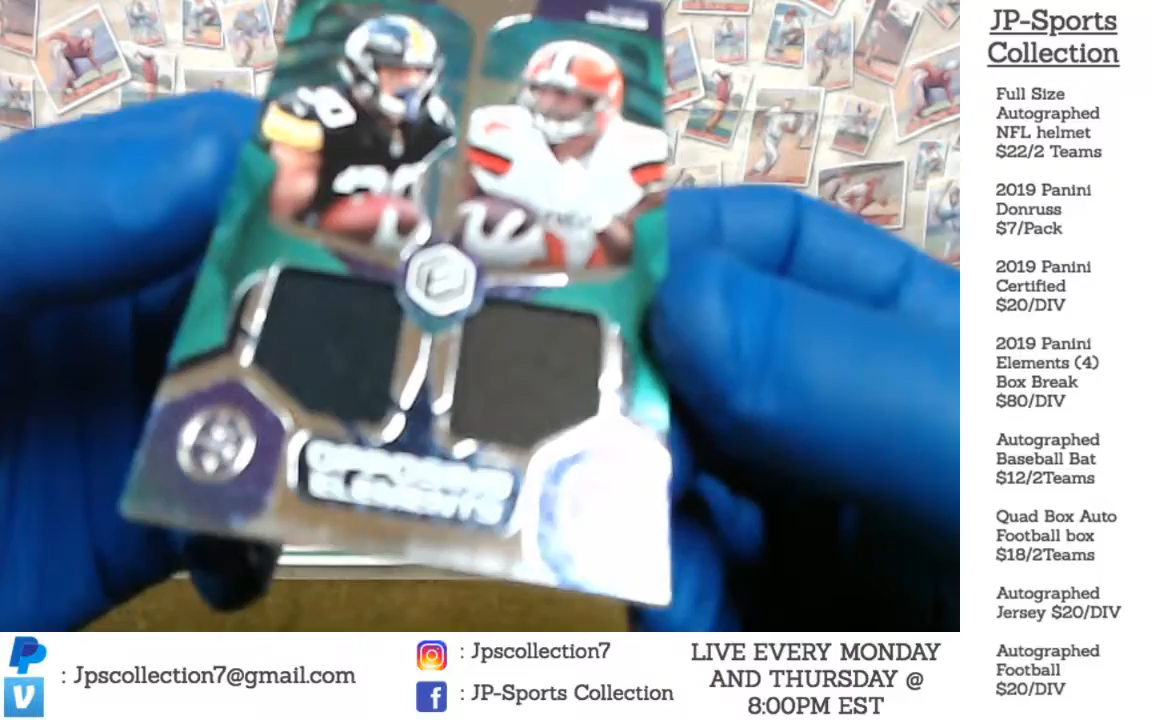 JP-Sports
Collection
Full Size
Autographed
NFL helmet
$22/2 Teams
2019 Panini
Donruss
$7/Pack
2019 Panini
Certified
$20/DIV
2019 Panini
Elements (4)
Box Break
$80/DIV
Autographed
Baseball Bat
$12/2Teams
Quad Box Auto
Football box
$18/2Teams
Autographed
Jersey $20/DIV
Autographed
Football
$20/DIV
OPPOSING
ELEMENTS
: Jpscollection7@gmail.com
: Jpscollection7
: JP-Sports Collection
LIVE EVERY MONDAY
AND THURSDAY @
8:00PM EST